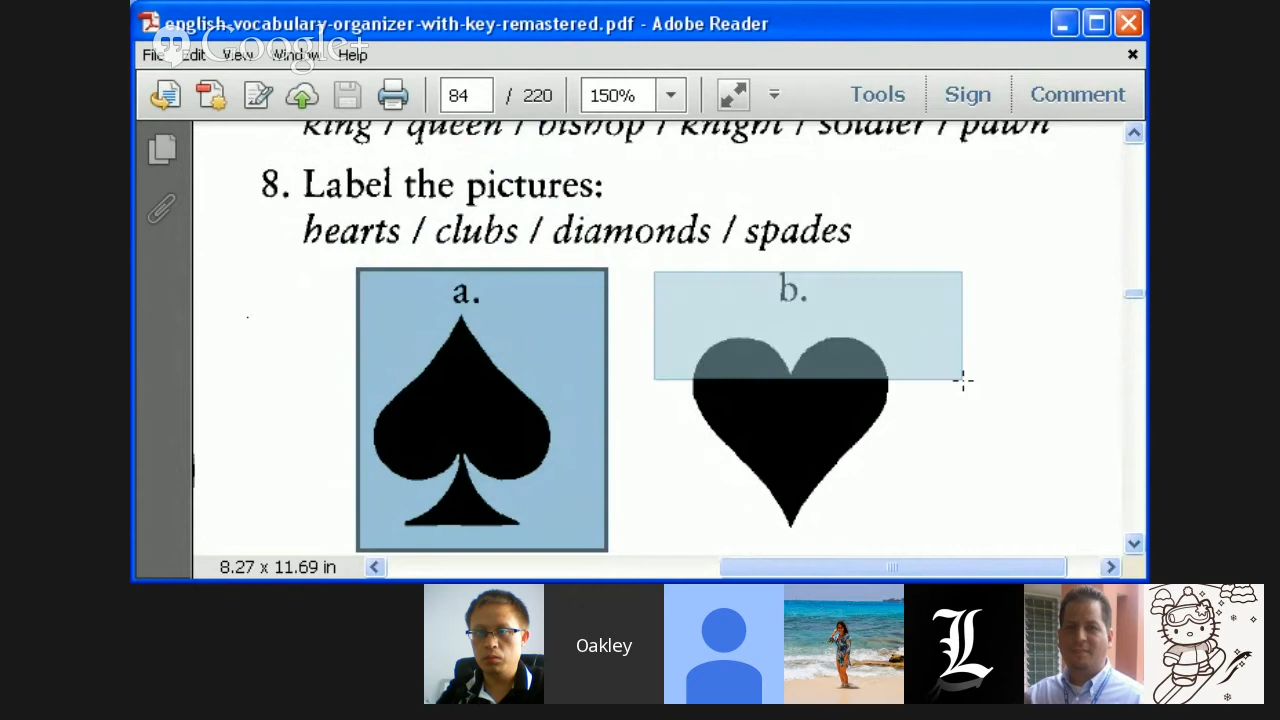 english-vocabulary-organizer-with-key-remastered.pdf - Adobe Reader
Google+
File Edit View Window Help
84 / 220 150% Tools Sign Comment
king / queen / bishop / knight / soldier / pawn
8. Label the pictures:
hearts / clubs / diamonds / spades
a. b.
8.27 x 11.69 in
Oakley
L